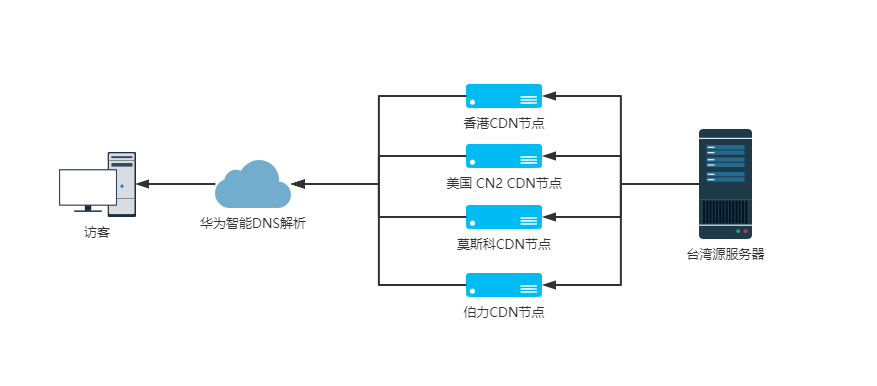 香港CDN节点
美国 CN2 CDN节点
访客
华为智能DNS解析
莫斯科CDN节点
台湾源服务器
伯力CDN节点